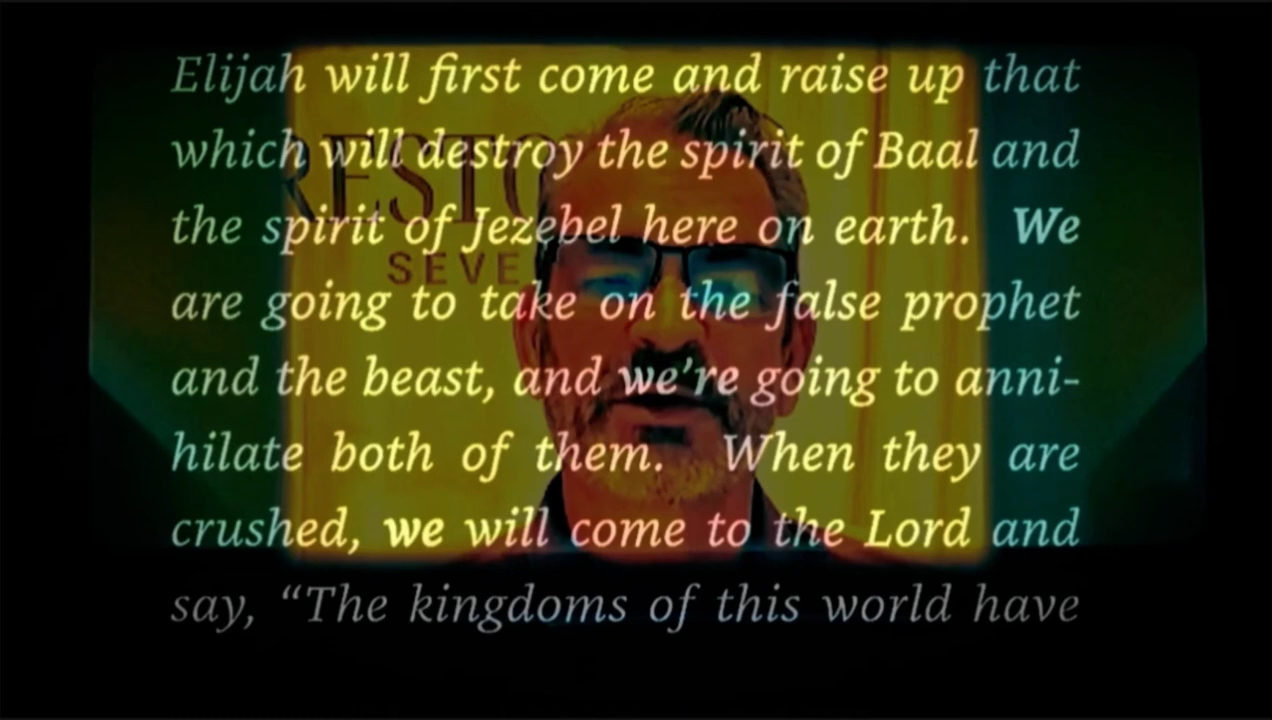 Elijah will first come and raise up that
which will destroy the spirit of Baal and
RESTO
the spirit of Jezebel here on earth. We
SEVE
are going to take on the false prophet
and the beast, and we're going to anni-
hilate both of them. When they are
crushed, we will come to the Lord and
say, “The kingdoms of this world have